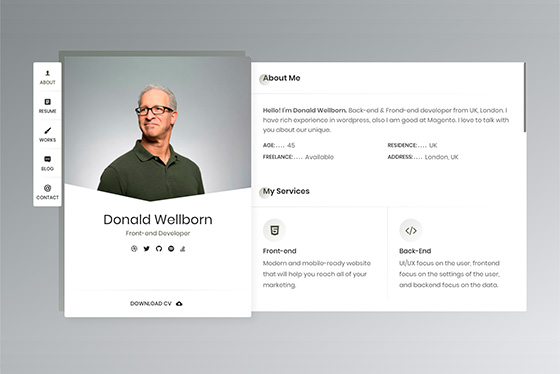 ABOUT
RESUME
WORKS
BLOG
CONTACT
Donald Wellborn
Front-end Developer
DOWNLOAD CV
About Me
Hello! I'm Donald Wellborn. Back-end & Frond-end developer from UK, London. I
have rich experience in wordpress, also I am good at Magento. I love to talk with
you about our unique.
AGE: . . . . 45
RESIDENCE: . . . . UK
FREELANCE: . . . . Available
ADDRESS: . . . . London, UK
My Services
Front-end
Modern and mobile-ready website
that will help you reach all of your
marketing.
Back-End
UI/UX focus on the user, frontend
focus on the settings of the user,
and backend focus on the data.